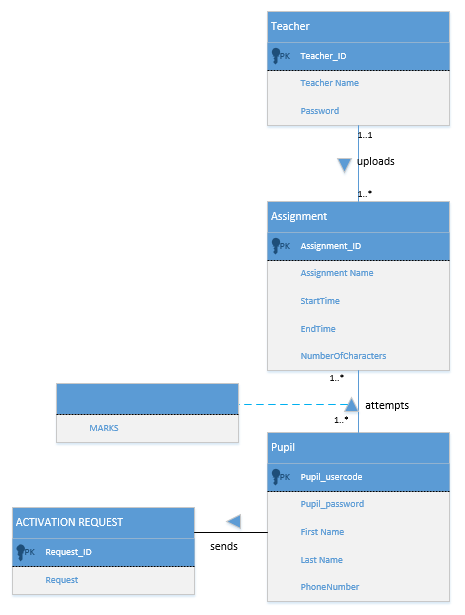 Teacher
PK Teacher_ID
Teacher Name
Password
1..1
uploads
1..*
Assignment
PK Assignment_ID
Assignment Name
StartTime
EndTime
NumberOfCharacters
1..*
attempts
MARKS
1..*
Pupil
PK Pupil_usercode
Pupil_password
First Name
Last Name
PhoneNumber
sends
ACTIVATION REQUEST
PK Request_ID
Request